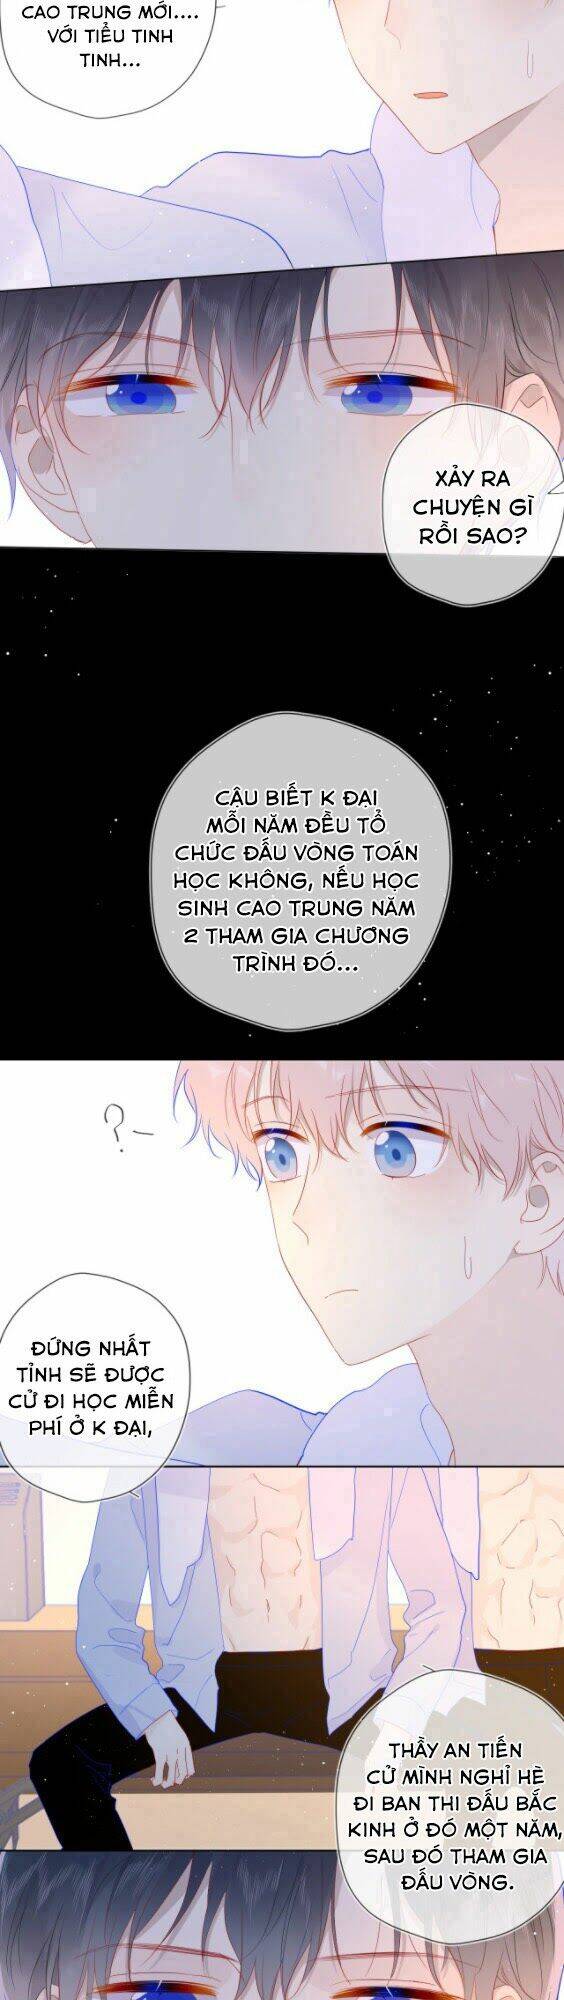 CAO TRUNG MỚI....
VỚI TIỂU TINH
TINH...
XẢY RA
CHUYỆN GÌ
RỒI SAO?
CẬU BIẾT K ĐẠI
MỖI NĂM ĐỀU TỔ
CHỨC ĐẤU VÒNG TOÁN
HỌC KHÔNG, NẾU HỌC
SINH CAO TRUNG NĂM
2 THAM GIA CHƯƠNG
TRÌNH ĐÓ...
?
ĐỨNG NHẤT
TỈNH SẼ ĐƯỢC
CỬ ĐI HỌC MIỄN
PHÍ Ở K ĐẠI,
THẦY AN TIẾN
CỬ MÌNH NGHỈ HÈ
ĐI BAN THI ĐẤU BẮC
KINH Ở ĐÓ MỘT NĂM,
SAU ĐÓ THAM GIA
ĐẤU VÒNG.